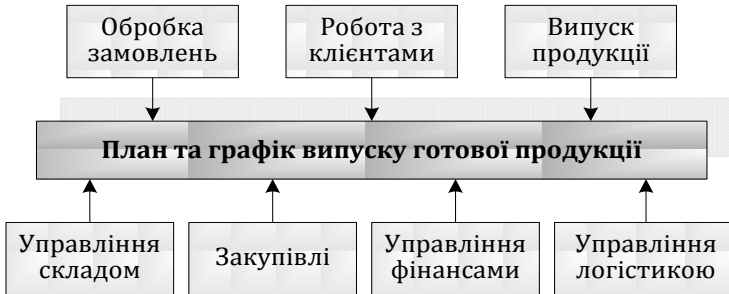 Обробка
замовлень
Робота з
клієнтами
Випуск
продукції
План та графік випуску готової продукції
Управління
складом
Закупівлі
Управління
фінансами
Управління
логістикою